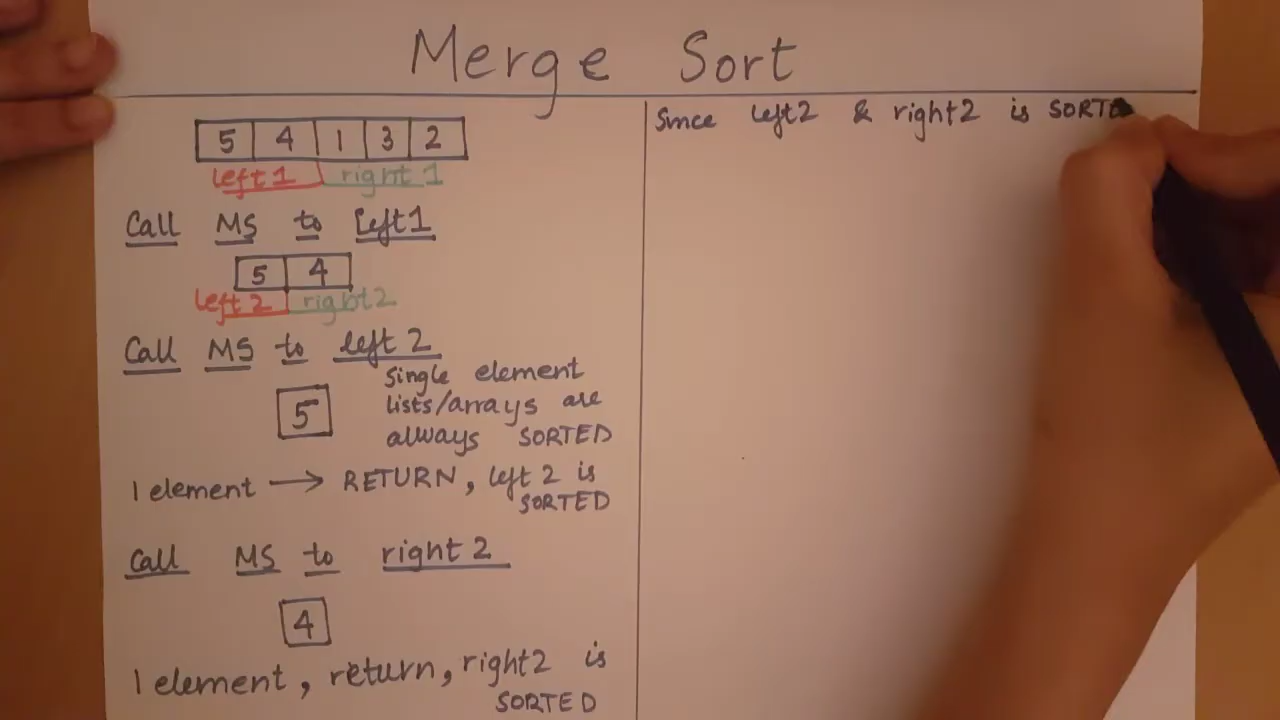 Merge Sort
5 4 1 3 2
left 1 right 1
Call MS to left1
5 4
left 2 right2
Call MS to left 2
Single element
lists/arrays are
always SORTED
5
1 element → RETURN, left 2 is
SORTED
Call MS to right 2
4
1 element, return, right2 is
SORTED
Since left2 & right2 is SORTE